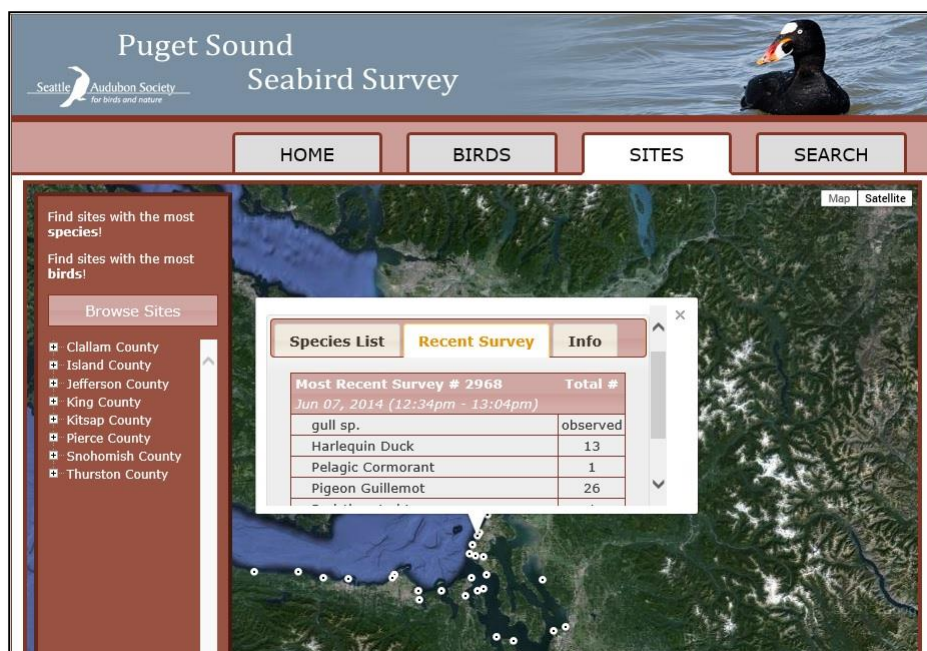 Puget Sound
Seabird Survey
Seattle Audubon Society
for birds and nature
HOME BIRDS SITES SEARCH
Map Satellite
Find sites with the most
species!
Find sites with the most
birds!
Browse Sites
Clallam County
Island County
Jefferson County
King County
Kitsap County
Pierce County
Snohomish County
Thurston County
Species List Recent Survey Info
Most Recent Survey # 2968 Total #
Jun 07, 2014 (12:34pm - 13:04pm)
gull sp. observed
Harlequin Duck 13
Pelagic Cormorant 1
Pigeon Guillemot 26